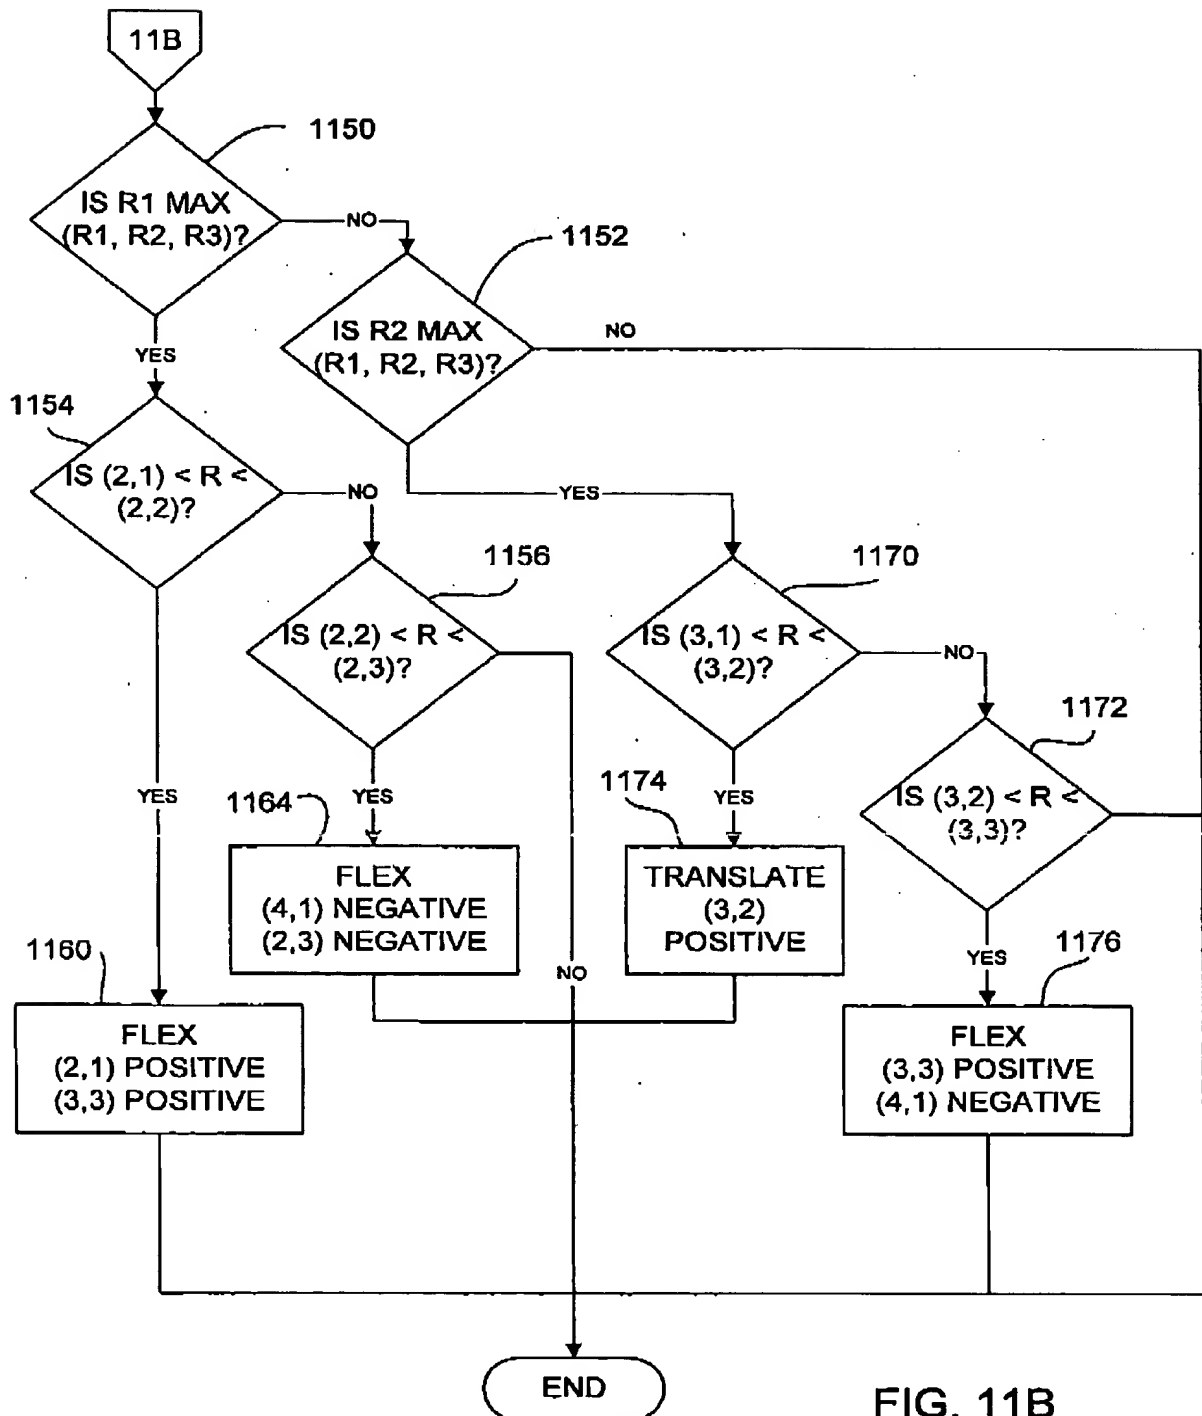 11B
1150
IS R1 MAX
(R1, R2, R3)?
NO
1152
IS R2 MAX
(R1, R2, R3)?
NO
YES
1154
IS (2,1) < R <
(2,2)?
NO
YES
1156
IS (2,2) < R <
(2,3)?
1170
IS (3,1) < R <
(3,2)?
NO
1172
IS (3,2) < R <
(3,3)?
YES
1164
YES
1174
YES
FLEX
(4,1) NEGATIVE
(2,3) NEGATIVE
TRANSLATE
(3,2)
POSITIVE
1160
NO
YES
1176
FLEX
(2,1) POSITIVE
(3,3) POSITIVE
FLEX
(3,3) POSITIVE
(4,1) NEGATIVE
END
FIG. 11B